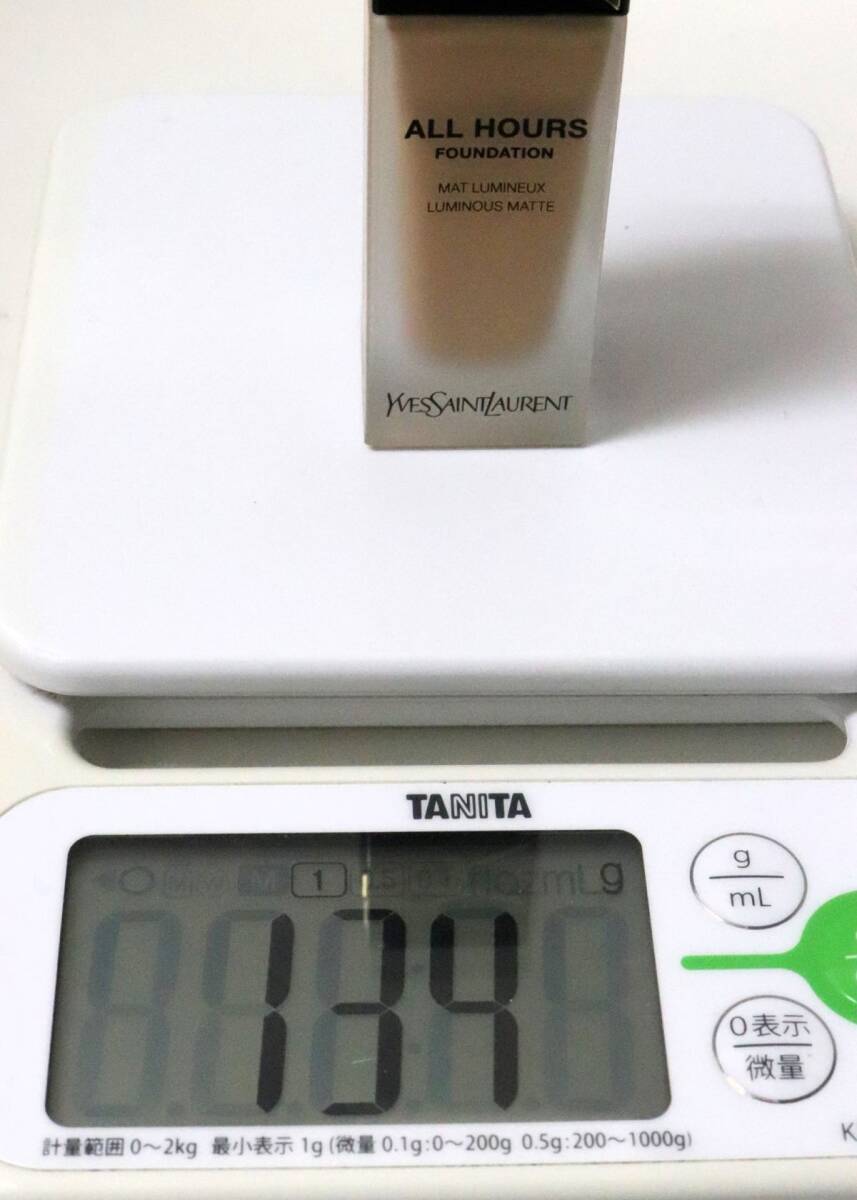 ALL HOURS
FOUNDATION
MAT LUMINEUX
LUMINOUS MATTE
YVESSAINTLAURENT
TANITA
1 g
134
g
mL
0表示
微量
計量範囲 0～2kg 最小表示 1g (微量 0.1g:0～200g 0.5g:200～1000g)